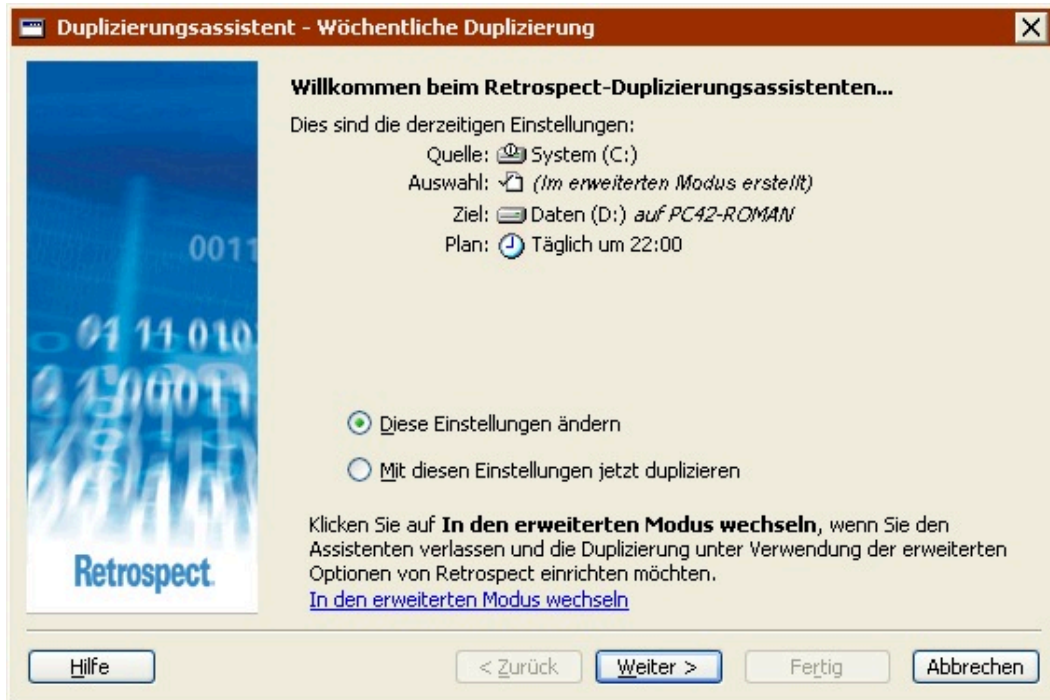 Duplizierungsassistent - Wöchentliche Duplizierung
Willkommen beim Retrospect-Duplizierungsassistenten...
Dies sind die derzeitigen Einstellungen:
Quelle: System (C:)
Auswahl: (Im erweiterten Modus erstellt)
Ziel: Daten (D:) auf PC42-ROMAN
Plan: Täglich um 22:00
0011
01 11 010
0 1 00011
Diese Einstellungen ändern
Mit diesen Einstellungen jetzt duplizieren
Klicken Sie auf In den erweiterten Modus wechseln, wenn Sie den
Assistenten verlassen und die Duplizierung unter Verwendung der erweiterten
Optionen von Retrospect einrichten möchten.
In den erweiterten Modus wechseln
Retrospect.
Hilfe
< Zurück
Weiter >
Fertig
Abbrechen